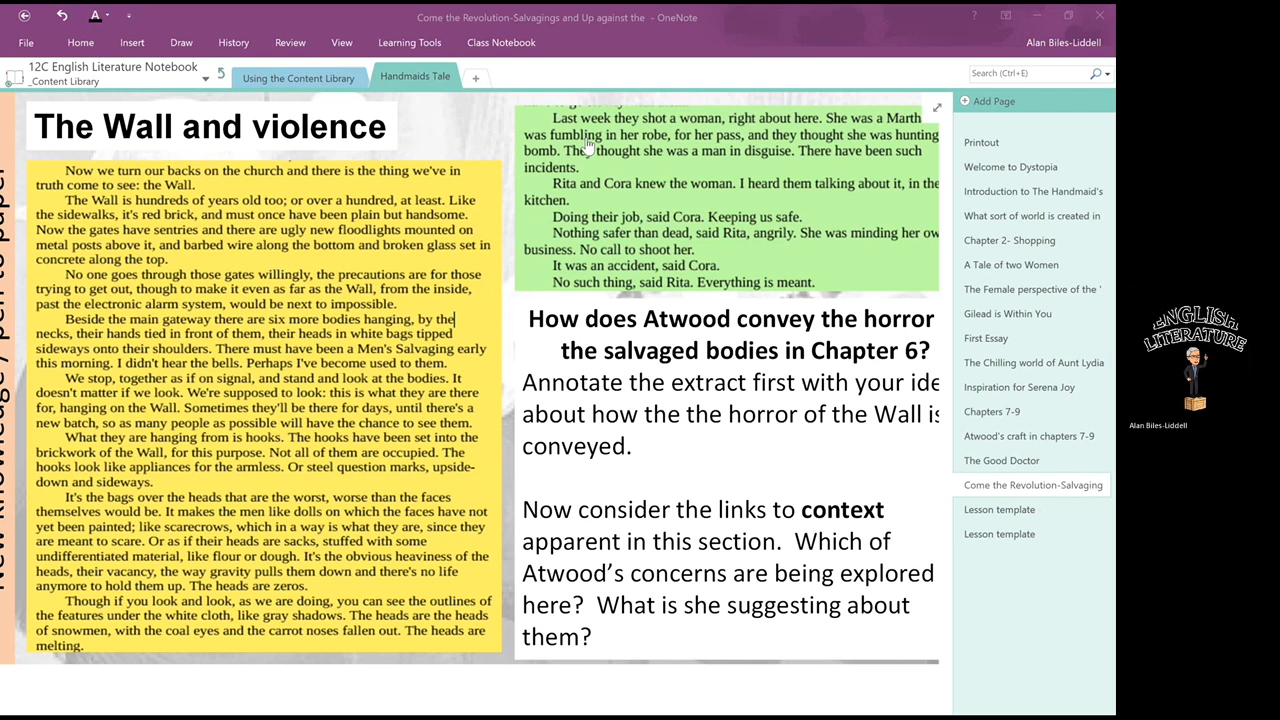 Come the Revolution-Salvagings and Up against the - OneNote
File Home Insert Draw History Review View Learning Tools Class Notebook
Alan Biles-Liddell
12C English Literature Notebook
_Content Library
Using the Content Library
Handmaids Tale
Search (Ctrl+E)
The Wall and violence
Now we turn our backs on the church and there is the thing we've in
truth come to see: the Wall.
The Wall is hundreds of years old too; or over a hundred, at least. Like
the sidewalks, it's red brick, and must once have been plain but handsome.
Now the gates have sentries and there are ugly new floodlights mounted on
metal posts above it, and barbed wire along the bottom and broken glass set in
concrete along the top.
No one goes through those gates willingly, the precautions are for those
trying to get out, though to make it even as far as the Wall, from the inside,
past the electronic alarm system, would be next to impossible.
Beside the main gateway there are six more bodies hanging, by the
necks, their hands tied in front of them, their heads in white bags tipped
sideways onto their shoulders. There must have been a Men's Salvaging early
this morning. I didn't hear the bells. Perhaps I've become used to them.
We stop, together as if on signal, and stand and look at the bodies. It
doesn't matter if we look. We're supposed to look: this is what they are there
for, hanging on the Wall. Sometimes they'll be there for days, until there's a
new batch, so as many people as possible will have the chance to see them.
What they are hanging from is hooks. The hooks have been set into the
brickwork of the Wall, for this purpose. Not all of them are occupied. The
hooks look like appliances for the armless. Or steel question marks, upside-
down and sideways.
It's the bags over the heads that are the worst, worse than the faces
themselves would be. It makes the men like dolls on which the faces have not
yet been painted; like scarecrows, which in a way is what they are, since they
are meant to scare. Or as if their heads are sacks, stuffed with some
undifferentiated material, like flour or dough. It's the obvious heaviness of the
heads, their vacancy, the way gravity pulls them down and there's no life
anymore to hold them up. The heads are zeros.
Though if you look and look, as we are doing, you can see the outlines of
the features under the white cloth, like gray shadows. The heads are the heads
of snowmen, with the coal eyes and the carrot noses fallen out. The heads are
melting.
Last week they shot a woman, right about here. She was a Marth
was fumbling in her robe, for her pass, and they thought she was hunting
bomb. The thought she was a man in disguise. There have been such
incidents.
Rita and Cora knew the woman. I heard them talking about it, in the
kitchen.
Doing their job, said Cora. Keeping us safe.
Nothing safer than dead, said Rita, angrily. She was minding her ow
business. No call to shoot her.
It was an accident, said Cora.
No such thing, said Rita. Everything is meant.
How does Atwood convey the horror
the salvaged bodies in Chapter 6?
Annotate the extract first with your ide
about how the the horror of the Wall is
conveyed.
Now consider the links to context
apparent in this section. Which of
Atwood's concerns are being explored
here? What is she suggesting about
them?
Add Page
Printout
Welcome to Dystopia
Introduction to The Handmaid's
What sort of world is created in
Chapter 2- Shopping
A Tale of two Women
The Female perspective of the '
Gilead is Within You
First Essay
The Chilling world of Aunt Lydia
Inspiration for Serena Joy
Chapters 7-9
Atwood's craft in chapters 7-9
The Good Doctor
Come the Revolution-Salvaging
Lesson template
Lesson template
ENGLISH
LITERATURE
Alan Biles-Liddell